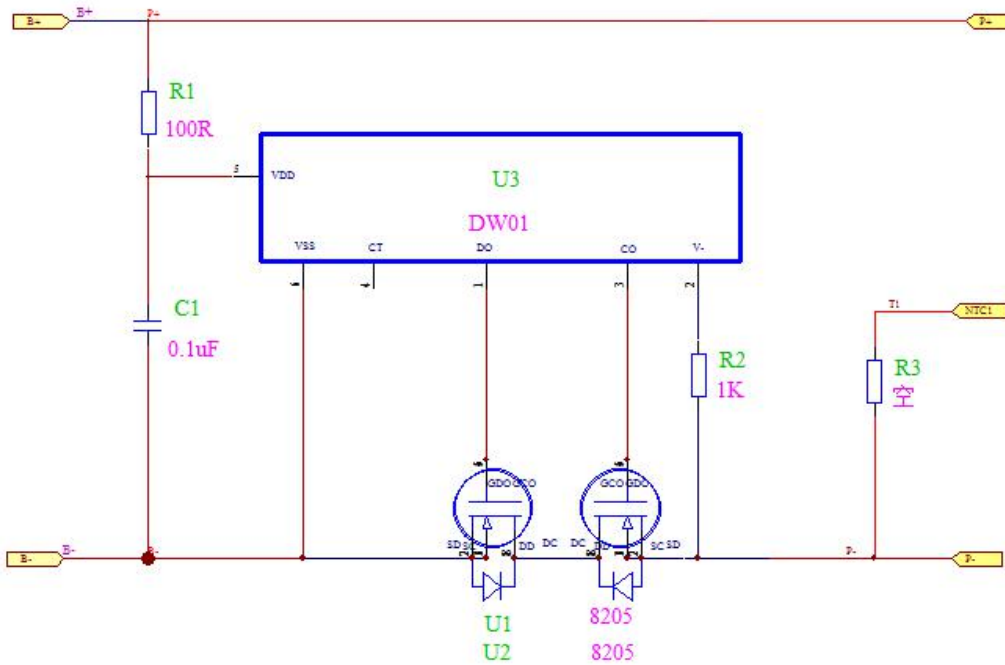 B+
B+
P+
P+
R1
100R
5
VDD
U3
DW01
VSS
CT
DO
CO
V-
6
4
1
3
2
C1
0.1uF
R2
1K
T1
NTC1
R3
空
GDO
GCO
GCO
GDO
B-
B-
B-
SD
SC
DD
DC
DC
DD
SC
SD
P-
P-
U1
8205
U2
8205